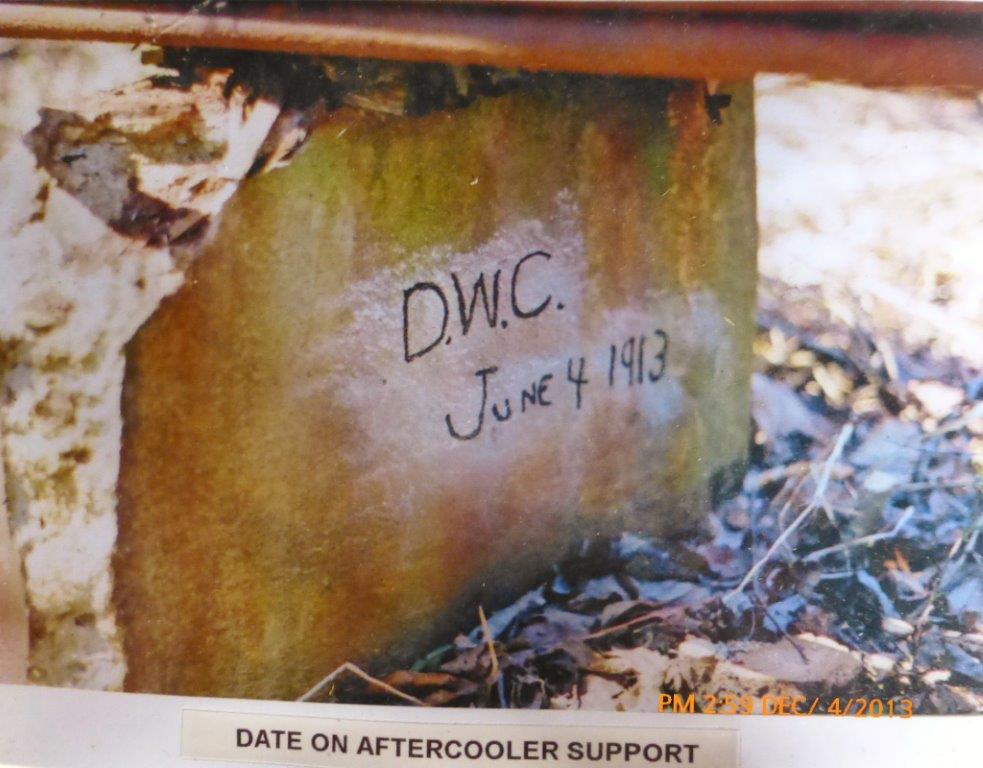 D.W.C.
JUNE 4 1913
PM 2:59 DEC/ 4/2013
DATE ON AFTERCOOLER SUPPORT